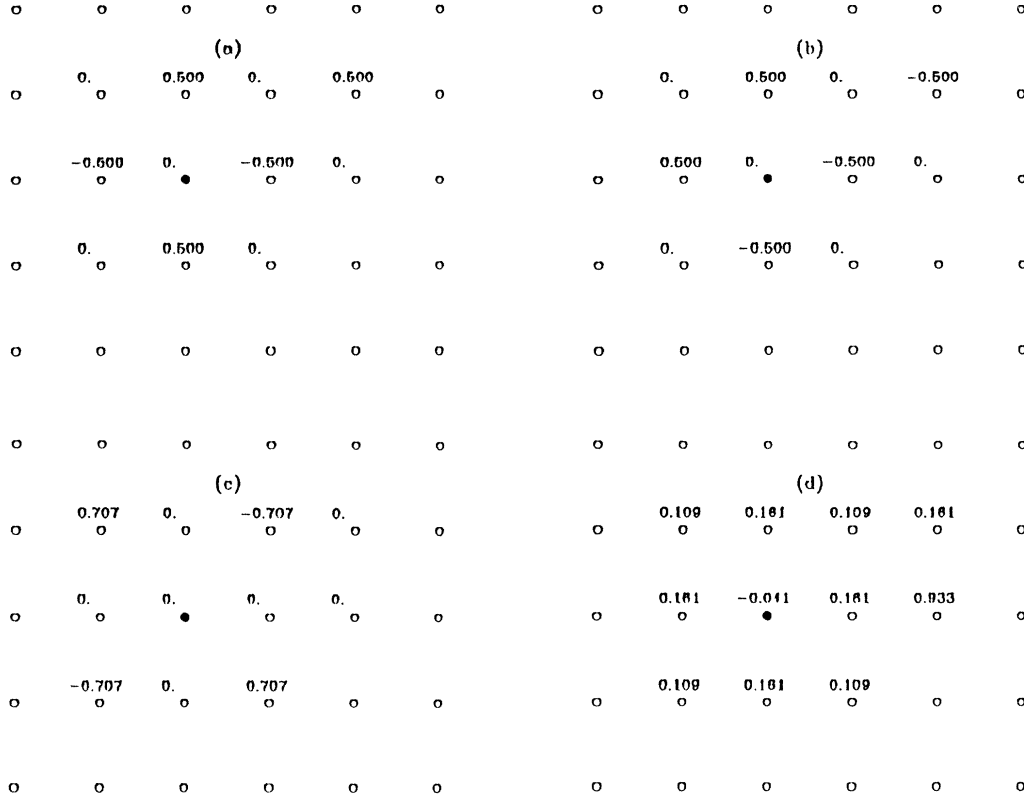 (a) (b)
0. 0.500 0. 0.500 0. 0.500 0. -0.500
-0.500 0. -0.500 0. 0.500 0. -0.500 0.
0. 0.500 0. 0. -0.500 0.
(c) (d)
0.707 0. -0.707 0. 0.109 0.161 0.109 0.161
0. 0. 0. 0. 0.161 -0.041 0.161 0.933
-0.707 0. 0.707 0.109 0.161 0.109